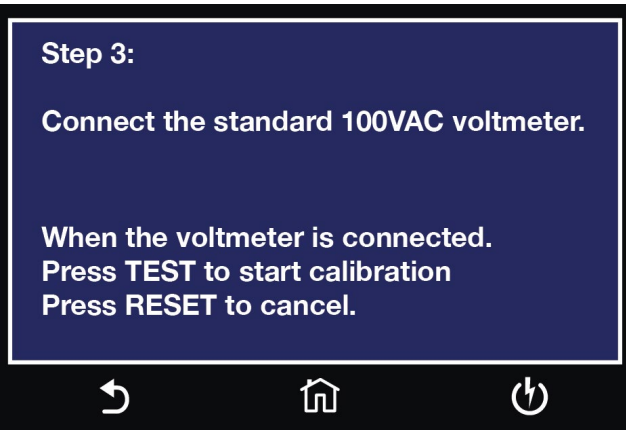 Step 3:
Connect the standard 100VAC voltmeter.
When the voltmeter is connected.
Press TEST to start calibration
Press RESET to cancel.